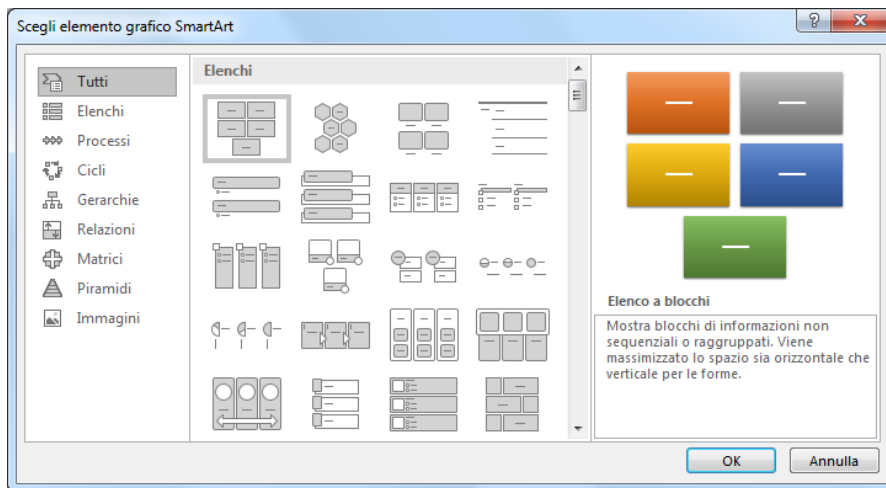 Scegli elemento grafico SmartArt
Tutti
Elenchi
Processi
Cicli
Gerarchie
Relazioni
Matrici
Piramidi
Immagini
Elenchi
Elenco a blocchi
Mostra blocchi di informazioni non
sequenziali o raggruppati. Viene
massimizzato lo spazio sia orizzontale che
verticale per le forme.
OK
Annulla